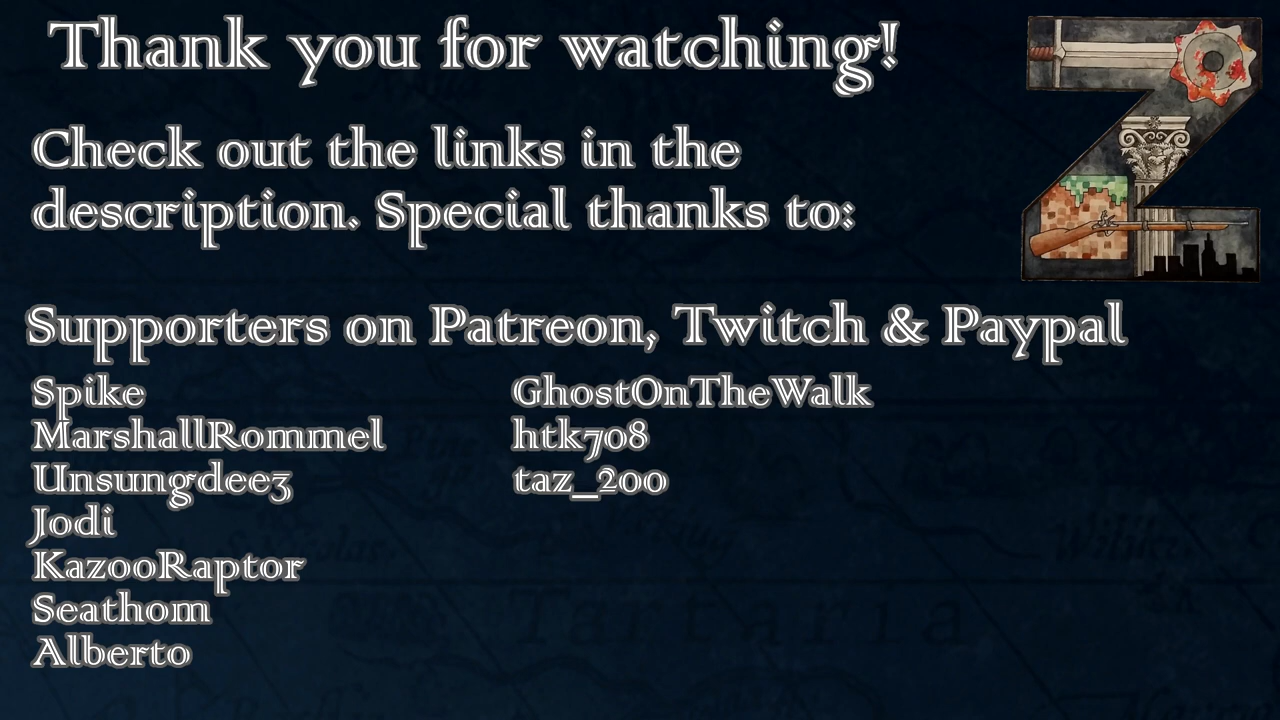 Thank you for watching!
Check out the links in the
description. Special thanks to:
Supporters on Patreon, Twitch & Paypal
Spike
MarshallRommel
Unsungdee3
Jodi
KazooRaptor
Seathom
Alberto
GhostOnTheWalk
htk708
taz_200
Tartaria